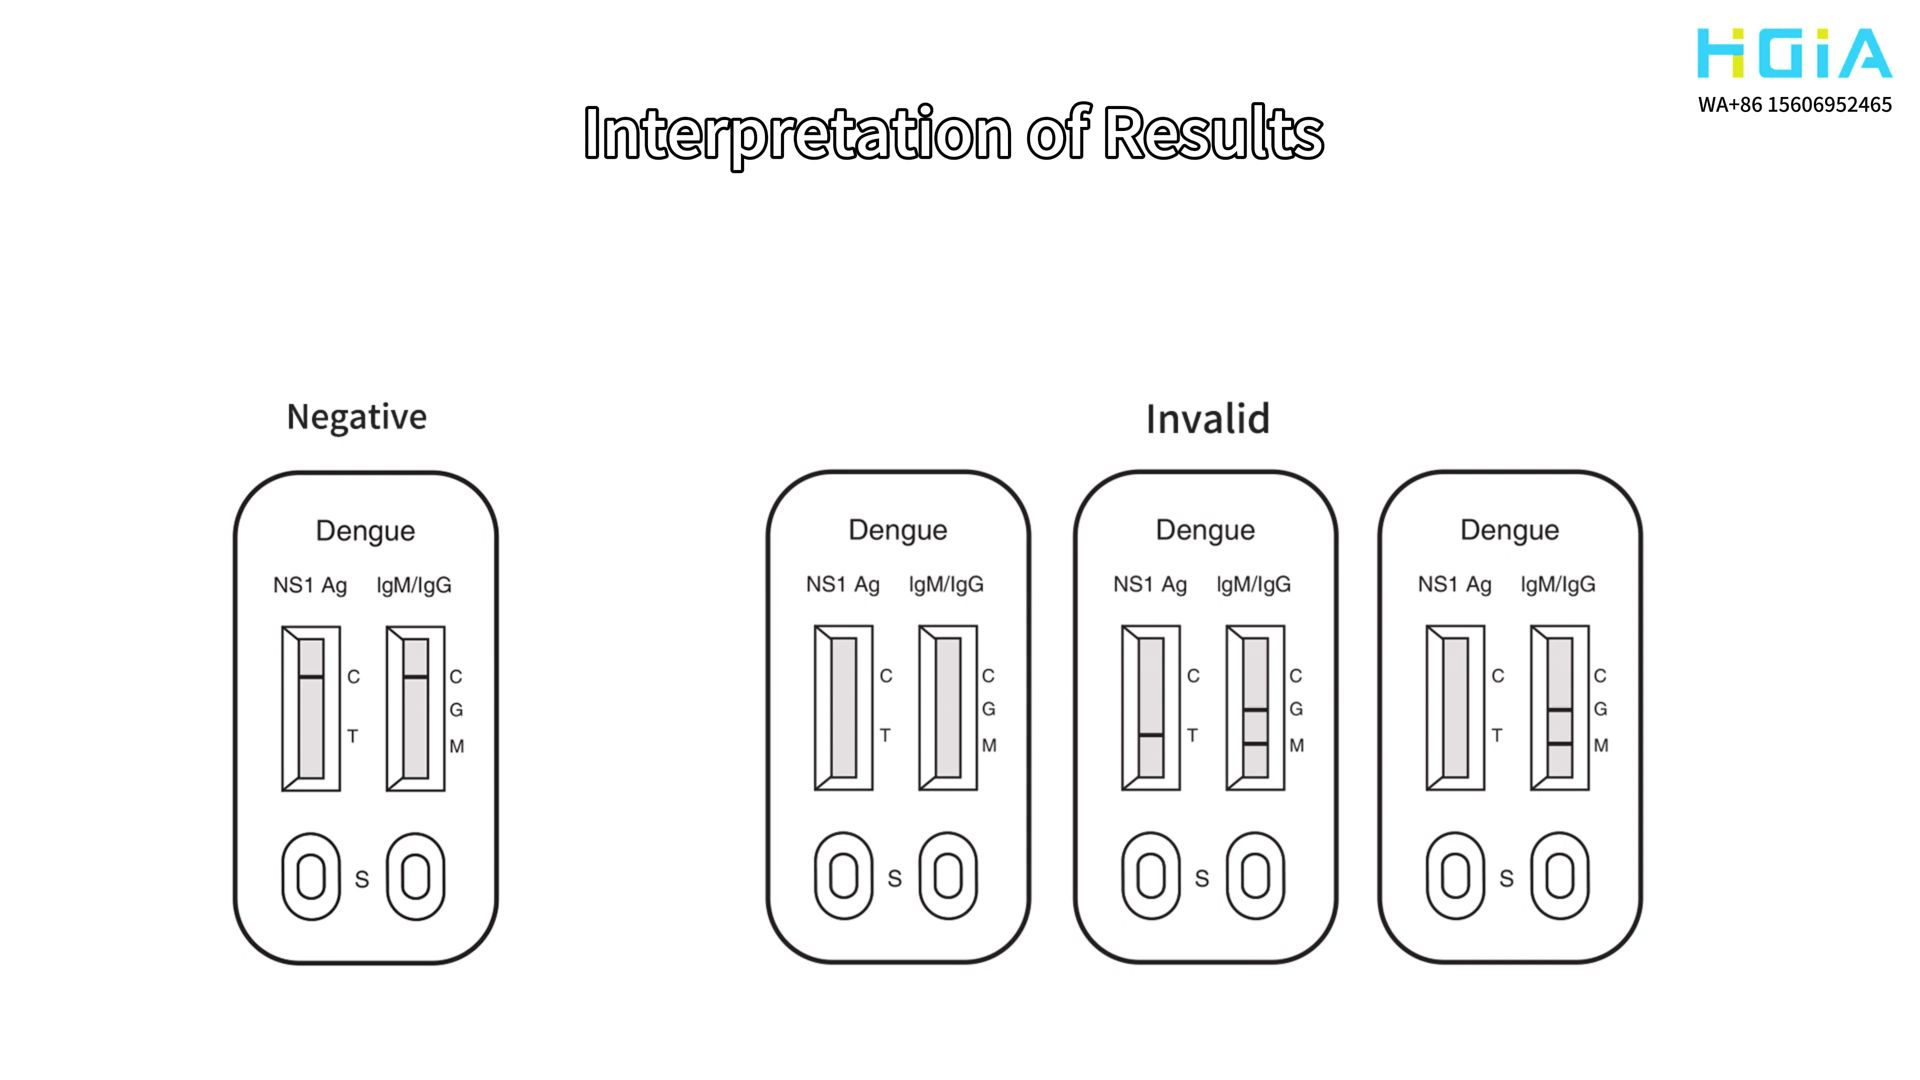 HGiA
WA+86 15606952465
Interpretation of Results
Negative
Invalid
Dengue
NS1 Ag IgM/IgG
C C
G
T M
S
Dengue
NS1 Ag IgM/IgG
C C
G
T M
S
Dengue
NS1 Ag IgM/IgG
C C
G
T M
S
Dengue
NS1 Ag IgM/IgG
C C
G
T M
S